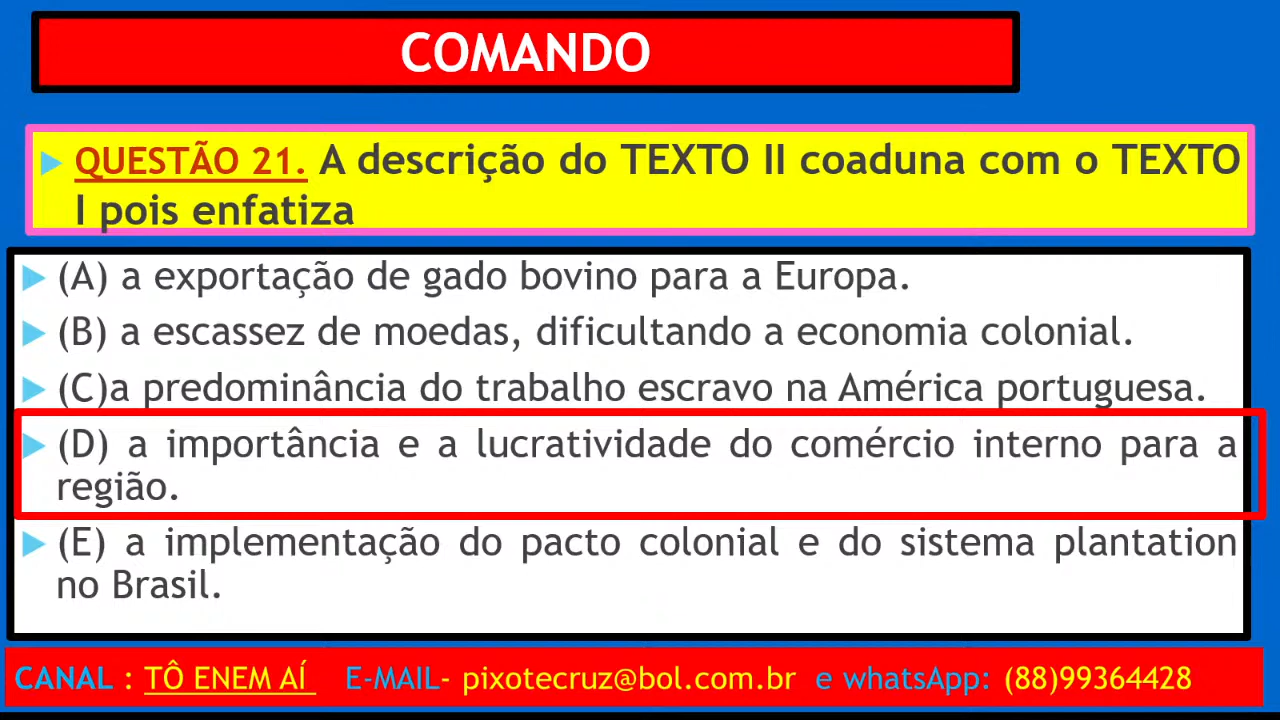 COMANDO
QUESTÃO 21. A descrição do TEXTO II coaduna com o TEXTO
I pois enfatiza
(A) a exportação de gado bovino para a Europa.
(B) a escassez de moedas, dificultando a economia colonial.
(C)a predominância do trabalho escravo na América portuguesa.
(D) a importância e a lucratividade do comércio interno para a
região.
(E) a implementação do pacto colonial e do sistema plantation
no Brasil.
CANAL : TÔ ENEM AÍ E-MAIL- pixotecruz@bol.com.br e whatsApp: (88)99364428